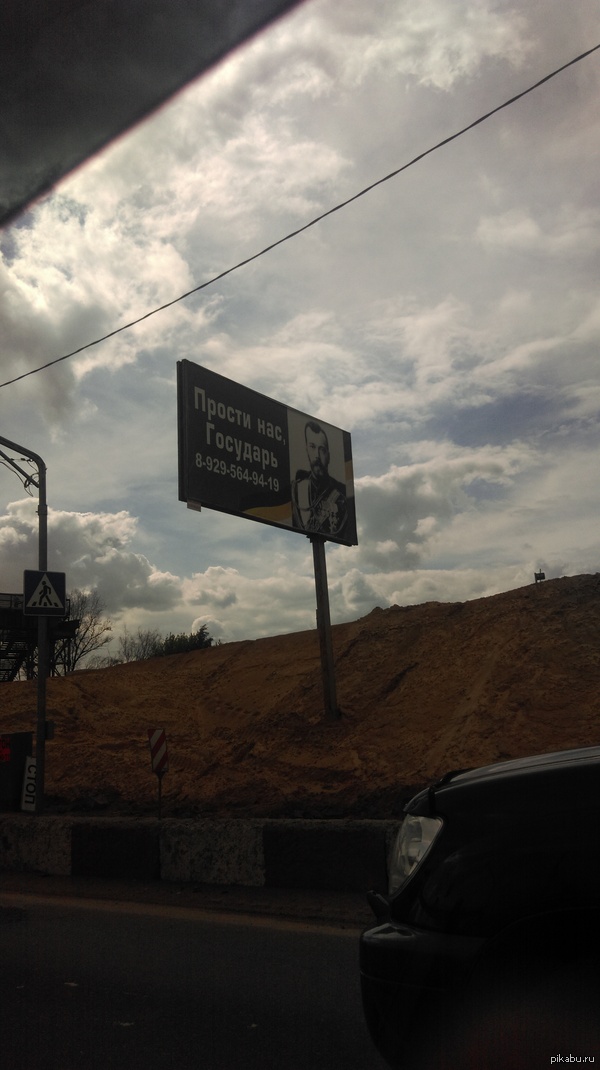 Прости нас,
Государь
8-929-564-94-19
СТОП
pikabu.ru